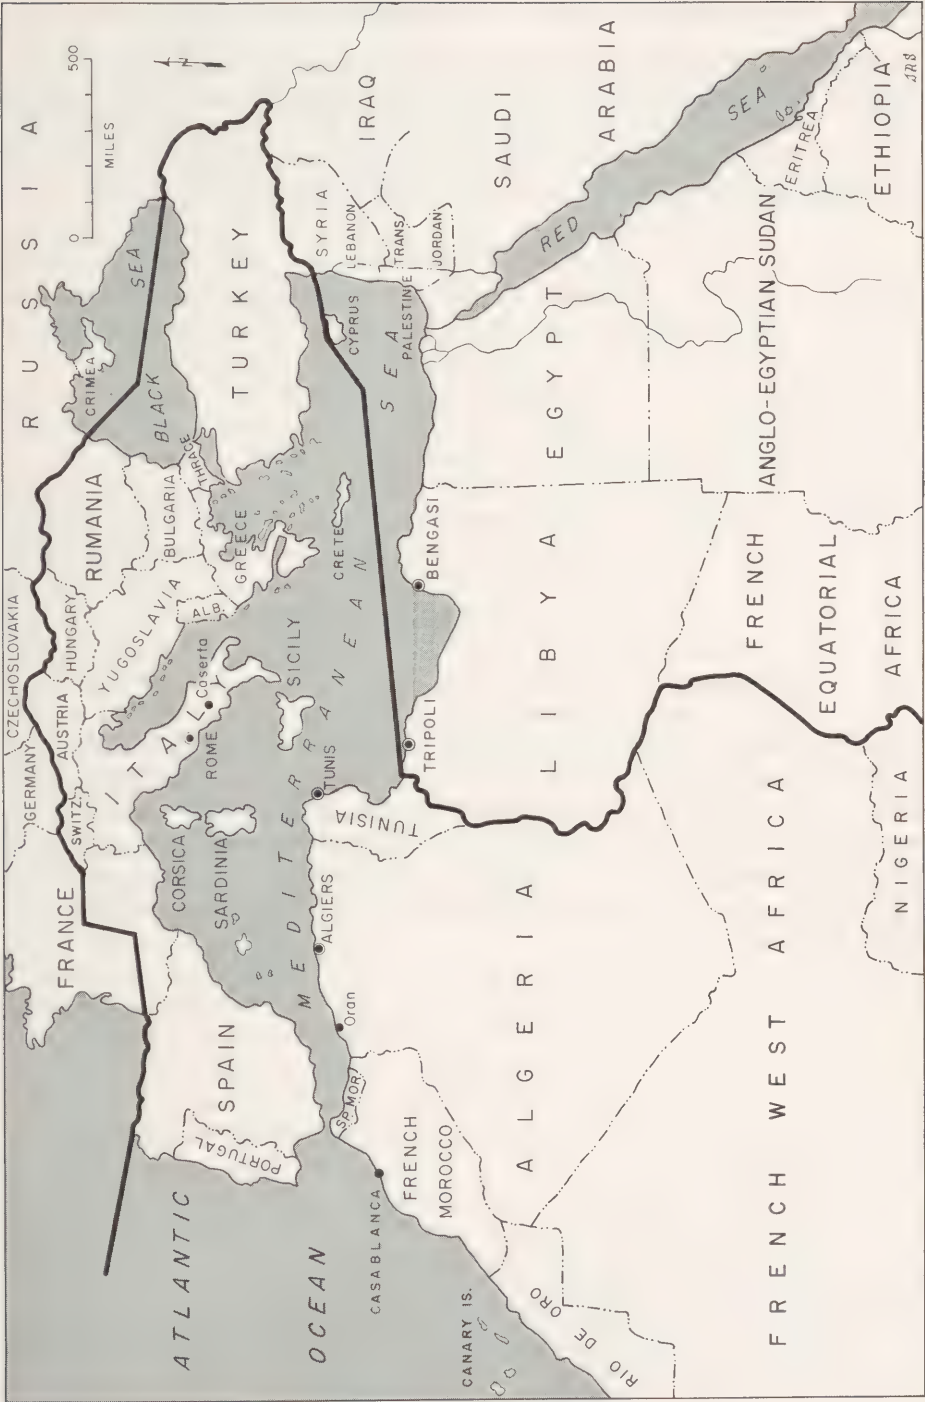 RUSSIA
0 500
MILES
N
CRIMEA
BLACK SEA
CZECHOSLOVAKIA
GERMANY
AUSTRIA
HUNGARY
RUMANIA
SWITZ.
FRANCE
YUGOSLAVIA
BULGARIA
THRACE
ALB.
GREECE
TURKEY
ITALY
ROME
Caserta
CORSICA
SARDINIA
SICILY
CRETE
CYPRUS
SYRIA
LEBANON
PALESTINE
TRANS
JORDAN
IRAQ
SAUDI
ARABIA
RED SEA
SPAIN
PORTUGAL
ATLANTIC
OCEAN
MEDITERRANEAN SEA
ALGIERS
Oran
TUNIS
TUNISIA
TRIPOLI
BENGASI
SP. MOR.
CASABLANCA
FRENCH
MOROCCO
CANARY IS.
RIO DE ORO
ALGERIA
LIBYA
EGYPT
FRENCH WEST AFRICA
NIGERIA
FRENCH
EQUATORIAL
AFRICA
ANGLO-EGYPTIAN SUDAN
ERITREA
ETHIOPIA